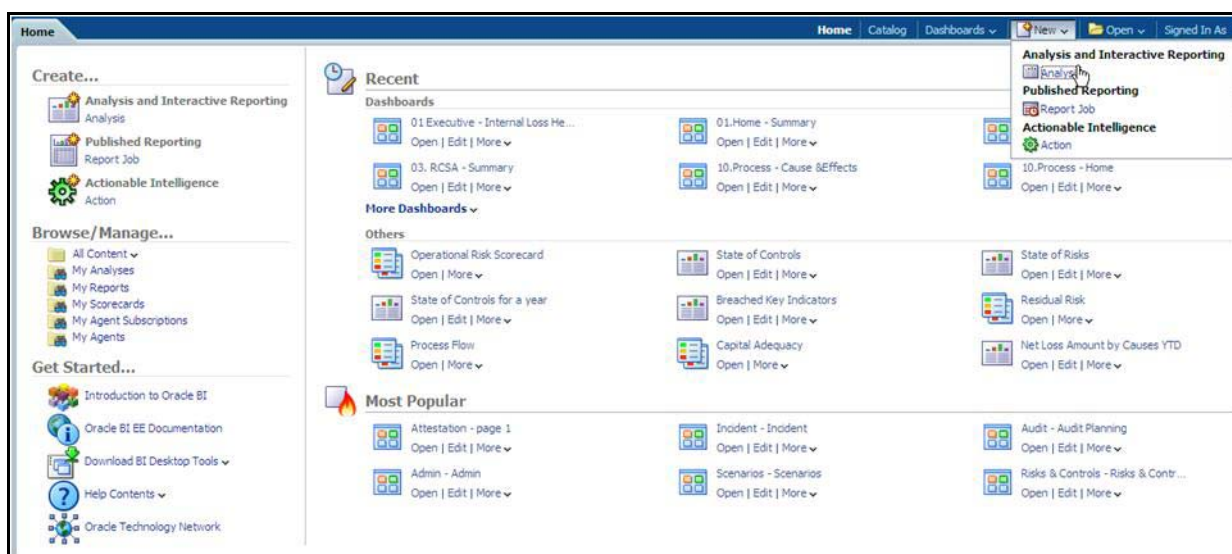 Home
Home Catalog Dashboards New Open Signed In As
Analysis and Interactive Reporting
Analysis
Published Reporting
Report Job
Actionable Intelligence
Action
Create...
Analysis and Interactive Reporting
Analysis
Published Reporting
Report Job
Actionable Intelligence
Action
Browse/Manage...
All Content
My Analyses
My Reports
My Scorecards
My Agent Subscriptions
My Agents
Get Started...
Introduction to Oracle BI
Oracle BI EE Documentation
Download BI Desktop Tools
Help Contents
Oracle Technology Network
Recent
Dashboards
01 Executive - Internal Loss He...
Open | Edit | More
01.Home - Summary
Open | Edit | More
03. RCSA - Summary
Open | Edit | More
10.Process - Cause &Effects
Open | Edit | More
10.Process - Home
Open | Edit | More
More Dashboards
Others
Operational Risk Scorecard
Open | More
State of Controls
Open | Edit | More
State of Risks
Open | Edit | More
State of Controls for a year
Open | Edit | More
Breached Key Indicators
Open | Edit | More
Residual Risk
Open | More
Process Flow
Open | More
Capital Adequacy
Open | More
Net Loss Amount by Causes YTD
Open | Edit | More
Most Popular
Attestation - page 1
Open | Edit | More
Incident - Incident
Open | Edit | More
Audit - Audit Planning
Open | Edit | More
Admin - Admin
Open | Edit | More
Scenarios - Scenarios
Open | Edit | More
Risks & Controls - Risks & Contr...
Open | Edit | More